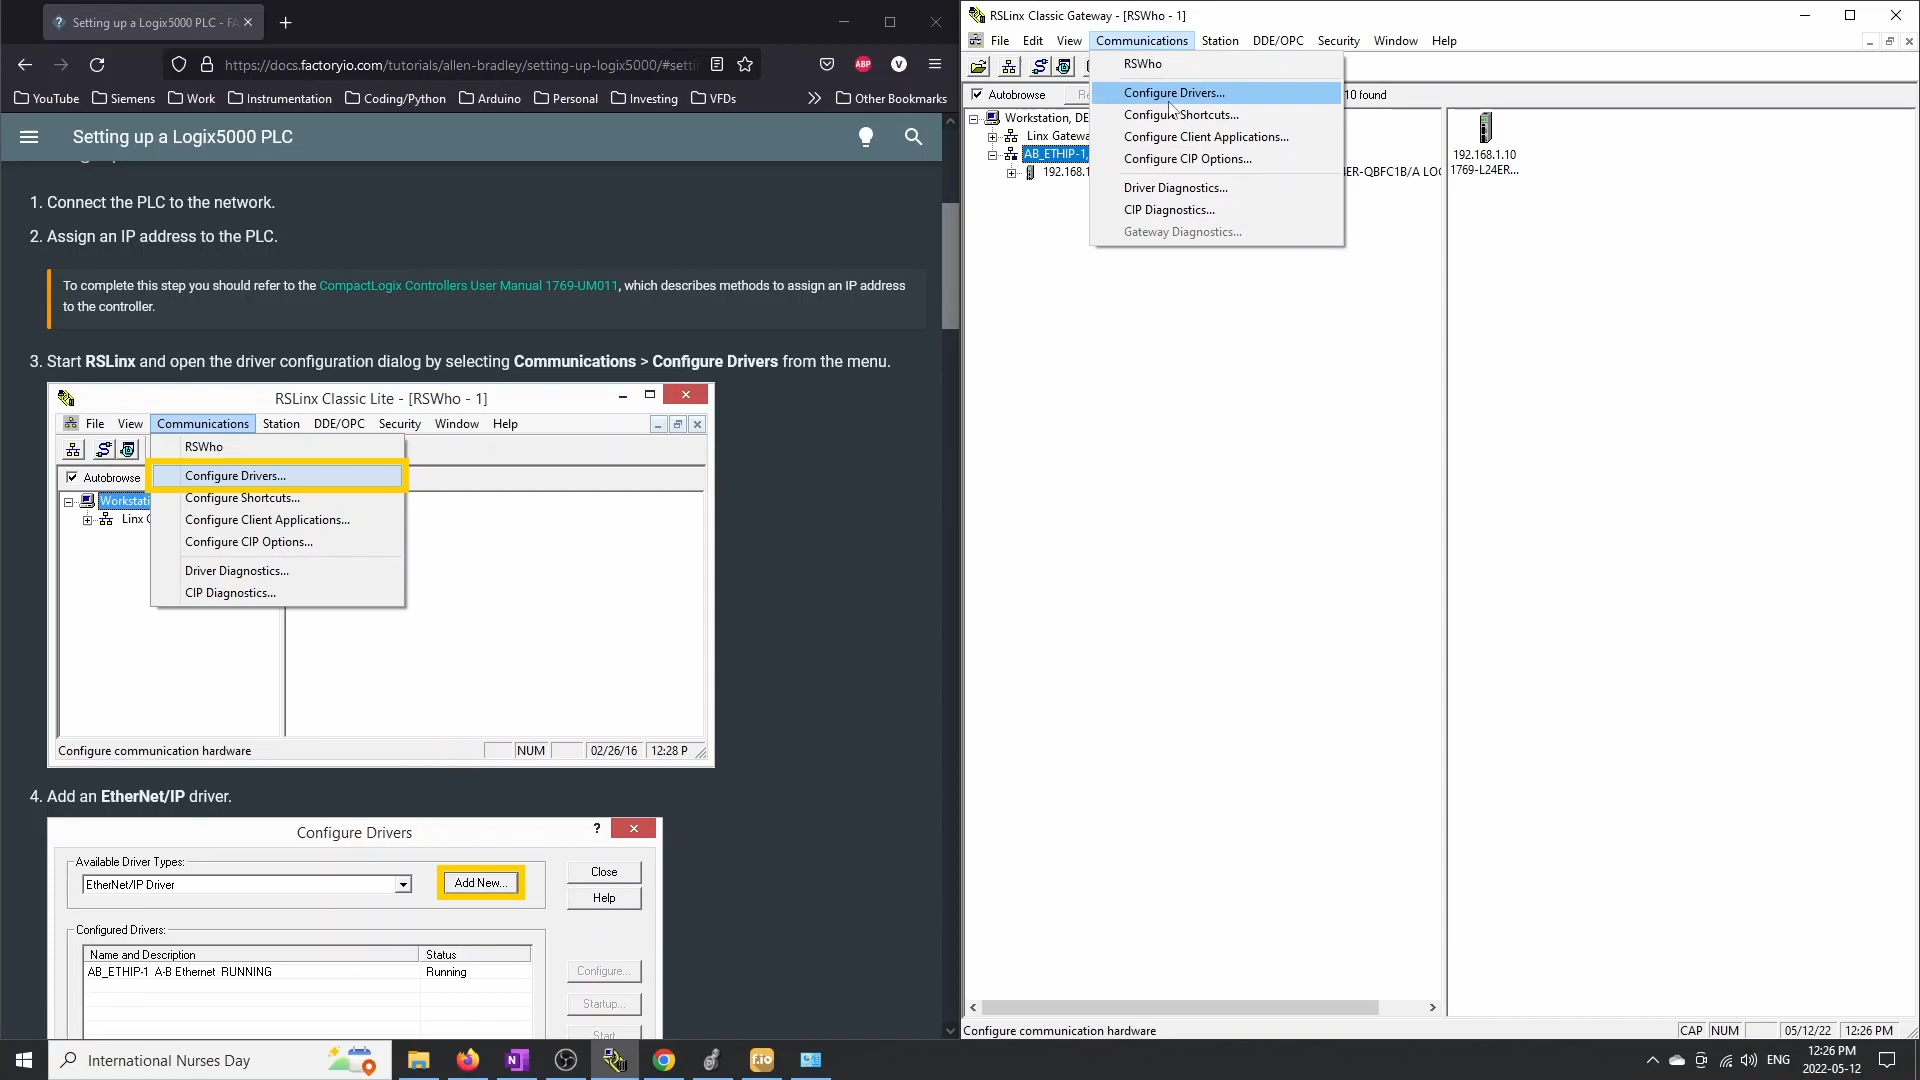 Setting up a Logix5000 PLC - FA
https://docs.factoryio.com/tutorials/allen-bradley/setting-up-logix5000/#setti
ABP
V
YouTube
Siemens
Work
Instrumentation
Coding/Python
Arduino
Personal
Investing
VFDs
Other Bookmarks
Setting up a Logix5000 PLC
1. Connect the PLC to the network.
2. Assign an IP address to the PLC.
To complete this step you should refer to the CompactLogix Controllers User Manual 1769-UM011, which describes methods to assign an IP address
to the controller.
3. Start RSLinx and open the driver configuration dialog by selecting Communications > Configure Drivers from the menu.
RSLinx Classic Lite - [RSWho - 1]
File View Communications Station DDE/OPC Security Window Help
RSWho
Autobrowse
Configure Drivers...
Workstati
Configure Shortcuts...
Linx G
Configure Client Applications...
Configure CIP Options...
Driver Diagnostics...
CIP Diagnostics...
Configure communication hardware
NUM
02/26/16
12:28 P
4. Add an EtherNet/IP driver.
Configure Drivers
?
Available Driver Types:
EtherNet/IP Driver
Add New...
Close
Help
Configured Drivers:
Name and Description
Status
AB_ETHIP-1 A-B Ethernet RUNNING
Running
Configure...
Startup...
Start
RSLinx Classic Gateway - [RSWho - 1]
File Edit View Communications Station DDE/OPC Security Window Help
RSWho
Autobrowse
Re
Configure Drivers...
10 found
Workstation, DE
Configure Shortcuts...
Linx Gatewa
Configure Client Applications...
AB_ETHIP-1,
Configure CIP Options...
192.168.1
ER-QBFC1B/A LOG
Driver Diagnostics...
CIP Diagnostics...
Gateway Diagnostics...
192.168.1.10
1769-L24ER...
Configure communication hardware
CAP
NUM
05/12/22
12:26 PM
International Nurses Day
f.io
ENG
12:26 PM
2022-05-12